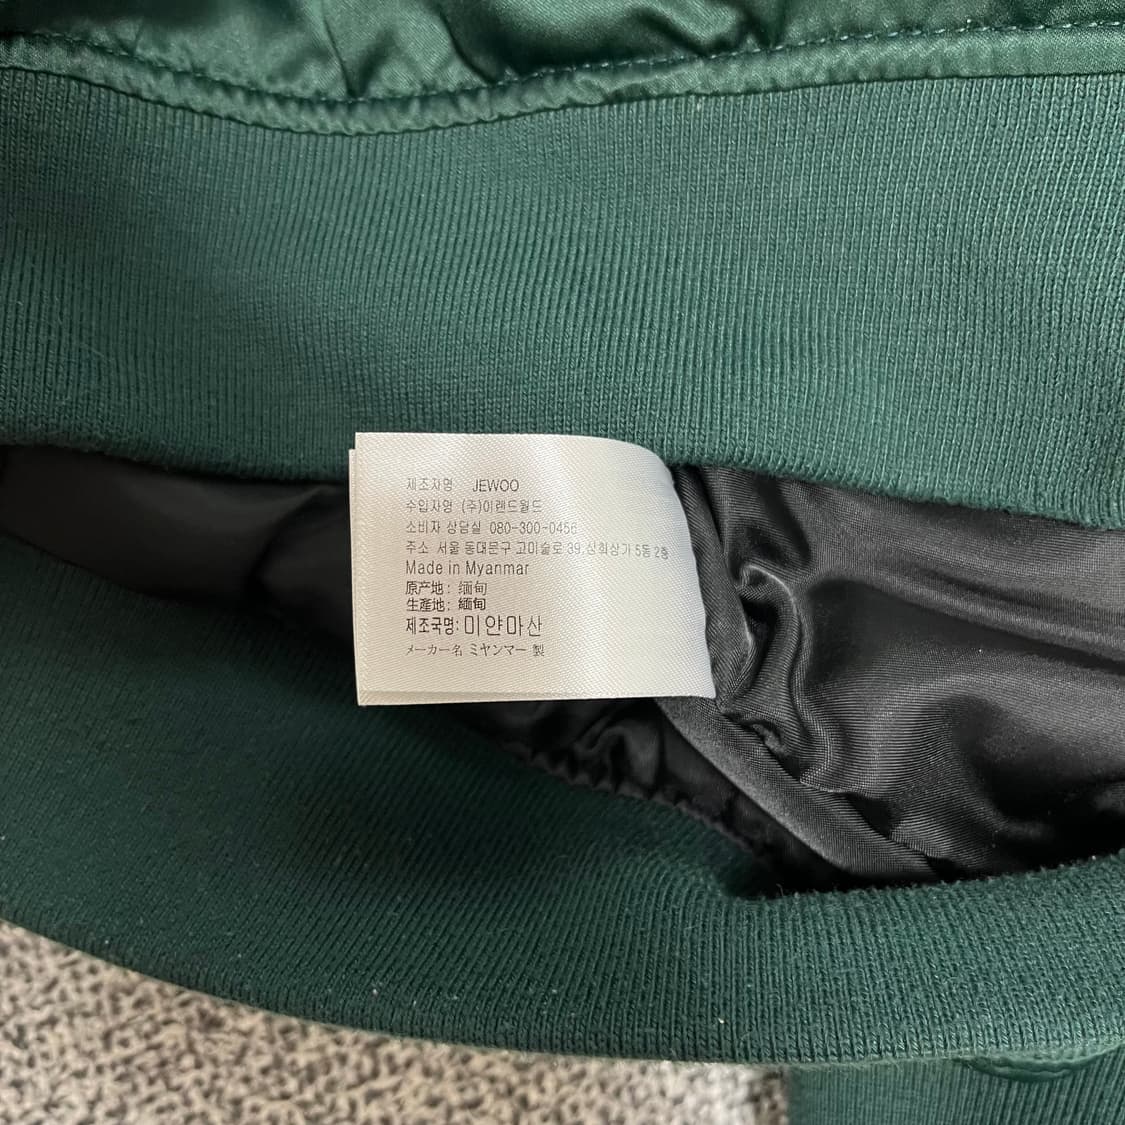 제조자명 JEWOO
수입자명 (주)이랜드월드
소비자 상담실 080-300-0456
주소 서울 동대문구 고미술로 39,삼희상가 5동 2층
Made in Myanmar
原产地: 缅甸
生產地: 緬甸
제조국명: 미얀마산
メーカー名 ミヤンマー 製